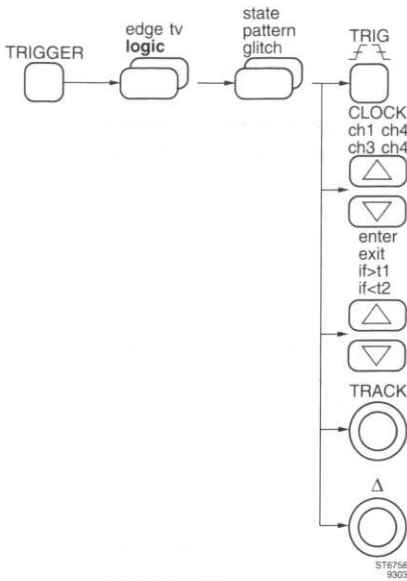 TRIGGER
edge tv
logic
state
pattern
glitch
TRIG
CLOCK
ch1 ch4
ch3 ch4
enter
exit
if>t1
if<t2
TRACK
Δ
ST6758
9303